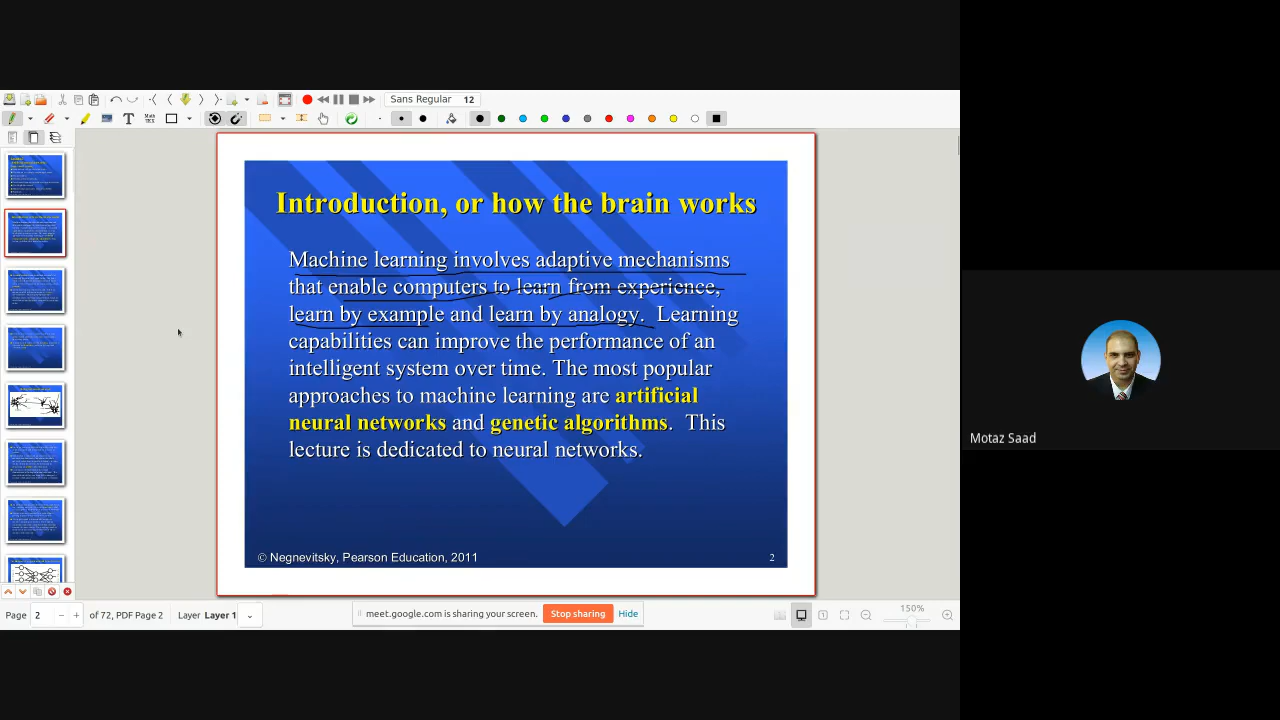 Sans Regular 12
Introduction, or how the brain works
Machine learning involves adaptive mechanisms
that enable computers to learn from experience,
learn by example and learn by analogy. Learning
capabilities can improve the performance of an
intelligent system over time. The most popular
approaches to machine learning are artificial
neural networks and genetic algorithms. This
lecture is dedicated to neural networks.
© Negnevitsky, Pearson Education, 2011 2
Motaz Saad
Page 2 of 72, PDF Page 2 Layer Layer 1 meet.google.com is sharing your screen. Stop sharing Hide 150%